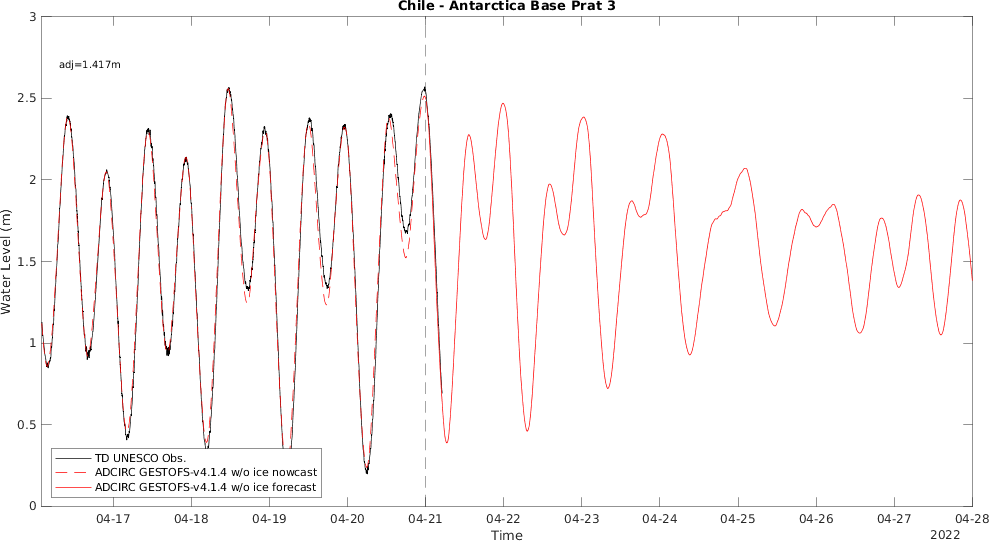 Chile - Antarctica Base Prat 3
adj=1.417m
Water Level (m)
3
2.5
2
1.5
1
0.5
0
TD UNESCO Obs.
ADCIRC GESTOFS-v4.1.4 w/o ice nowcast
ADCIRC GESTOFS-v4.1.4 w/o ice forecast
04-17 04-18 04-19 04-20 04-21 04-22 04-23 04-24 04-25 04-26 04-27 04-28
Time
2022